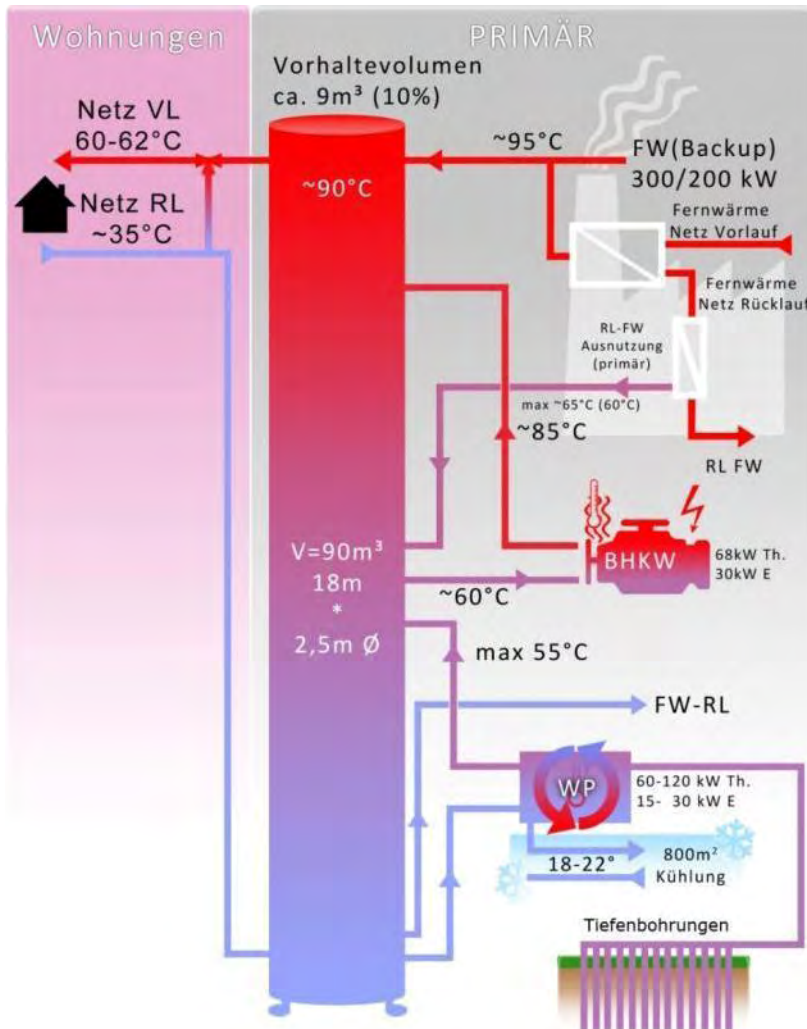 Wohnungen
PRIMÄR
Vorhaltevolumen
ca. 9m³ (10%)
Netz VL
60-62°C
~95°C
FW(Backup)
300/200 kW
~90°C
Netz RL
~35°C
Fernwärme
Netz Vorlauf
Fernwärme
Netz Rücklauf
RL-FW
Ausnutzung
(primär)
max ~65°C (60°C)
~85°C
RL FW
V=90m³
18m
*
2,5m Ø
BHKW
68kW Th.
30kW E
~60°C
max 55°C
FW-RL
WP
60-120 kW Th.
15- 30 kW E
18-22°
800m²
Kühlung
Tiefenbohrungen